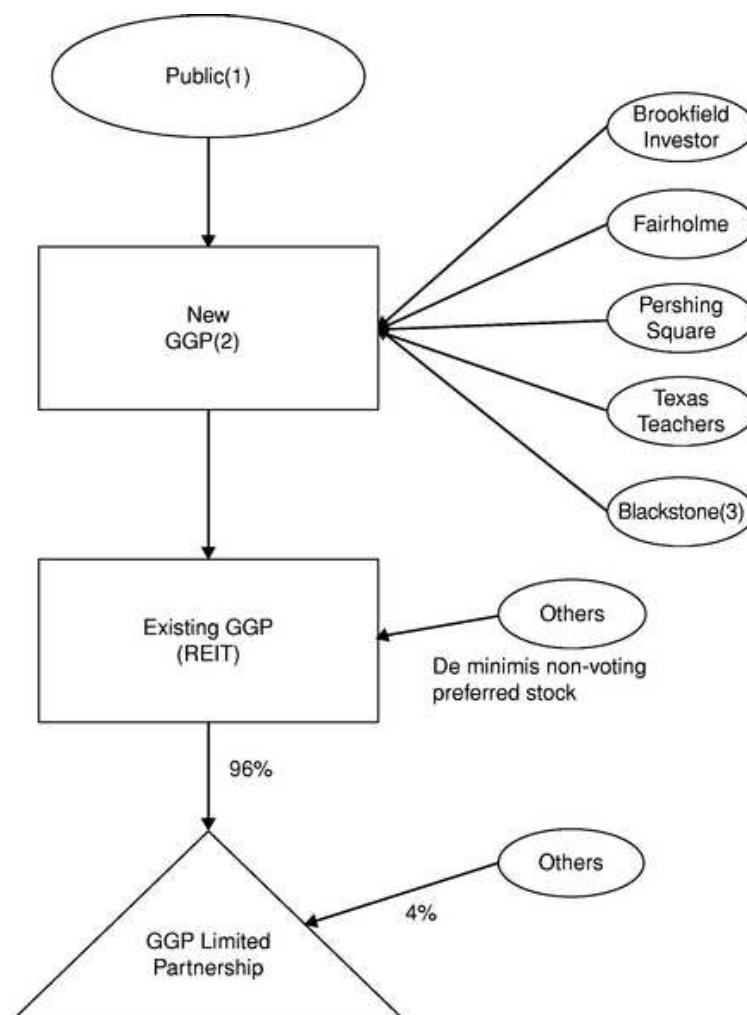 Public(1)
Brookfield
Investor
Fairholme
New
GGP(2)
Pershing
Square
Texas
Teachers
Blackstone(3)
Existing GGP
(REIT)
Others
De minimis non-voting
preferred stock
96%
Others
4%
GGP Limited
Partnership